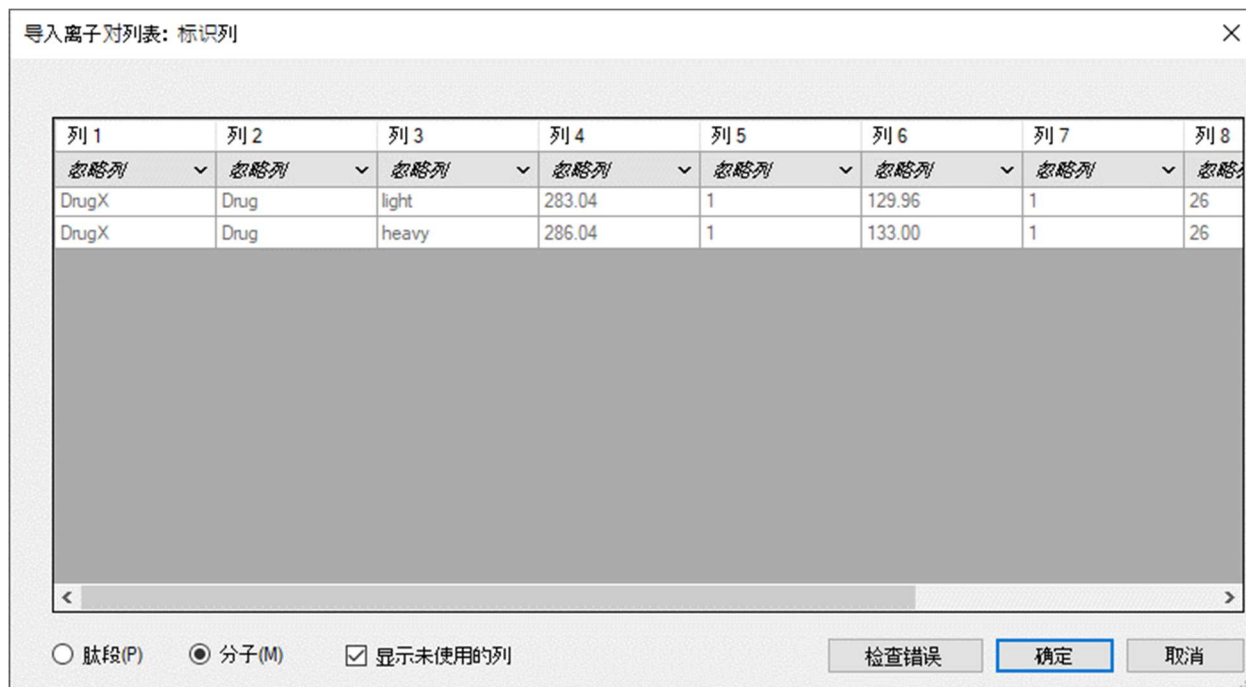 导入离子对列表: 标识列
列 1 列 2 列 3 列 4 列 5 列 6 列 7 列 8
忽略列 忽略列 忽略列 忽略列 忽略列 忽略列 忽略列 忽略
DrugX Drug light 283.04 1 129.96 1 26
DrugX Drug heavy 286.04 1 133.00 1 26
肽段(P) 分子(M) 显示未使用的列 检查错误 确定 取消